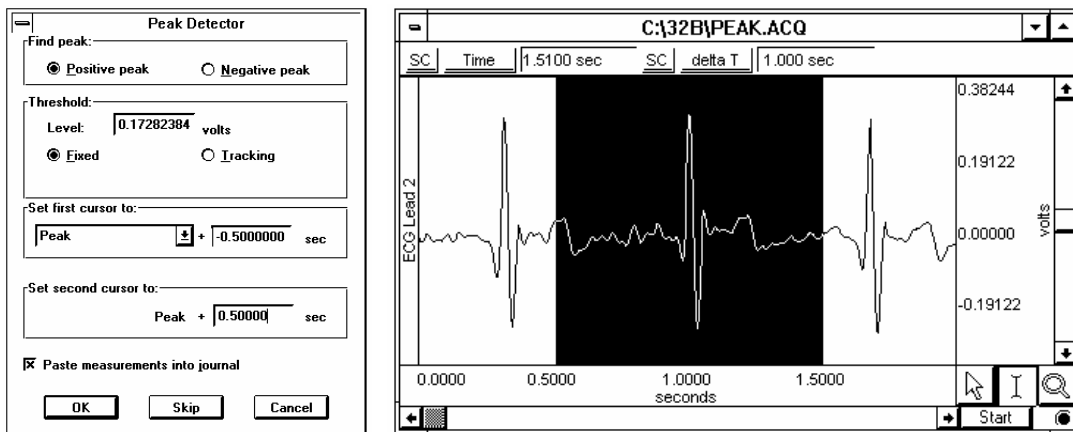 Peak Detector
Find peak:
Positive peak
Negative peak
Threshold:
Level: 0.17282384 volts
Fixed
Tracking
Set first cursor to:
Peak + -0.5000000 sec
Set second cursor to:
Peak + 0.50000 sec
Paste measurements into journal
OK Skip Cancel
C:\32B\PEAK.ACQ
SC Time 1.5100 sec SC delta T 1.000 sec
ECG Lead 2
0.38244
0.19122
0.00000
-0.19122
volts
0.0000 0.5000 1.0000 1.5000
seconds
Start